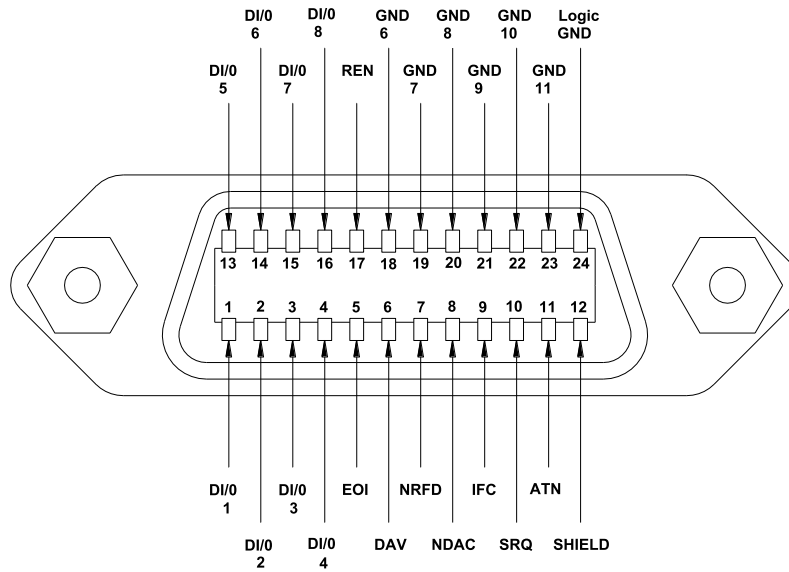 DI/0 6
DI/0 8
GND 6
GND 8
GND 10
Logic GND
DI/0 5
DI/0 7
REN
GND 7
GND 9
GND 11
13 14 15 16 17 18 19 20 21 22 23 24
1 2 3 4 5 6 7 8 9 10 11 12
DI/0 1
DI/0 3
EOI
NRFD
IFC
ATN
DI/0 2
DI/0 4
DAV
NDAC
SRQ
SHIELD